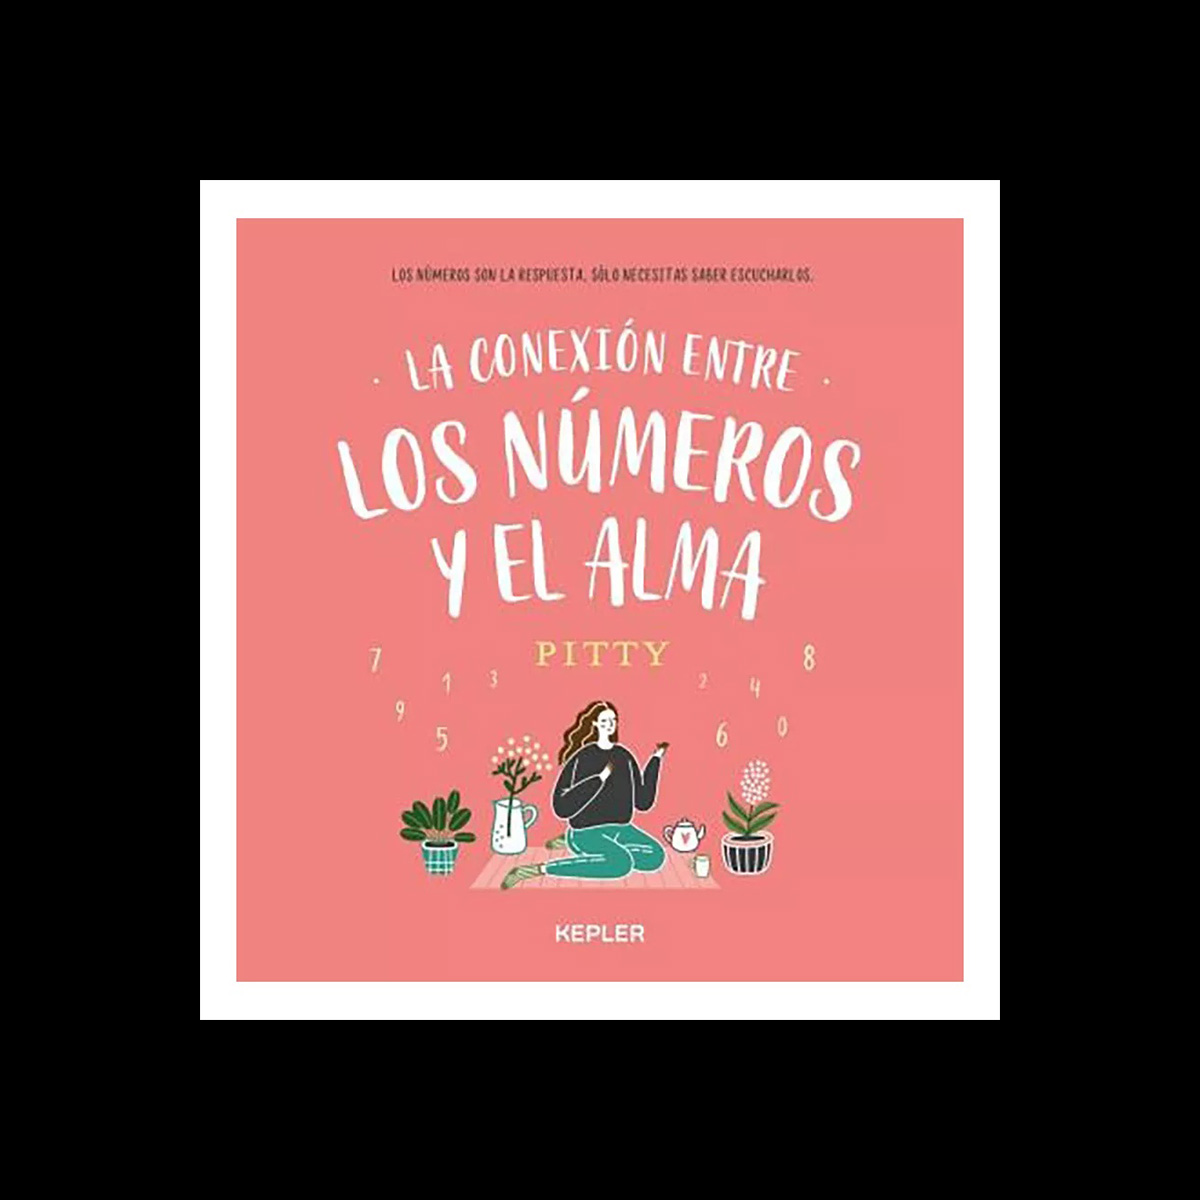 LOS NÚMEROS SON LA RESPUESTA. SÓLO NECESITAS SABER ESCUCHARLOS.
· LA CONEXIÓN ENTRE ·
LOS NÚMEROS
Y EL ALMA
PITTY
7 1 3 2 4 8
9 5 6 0
KEPLER